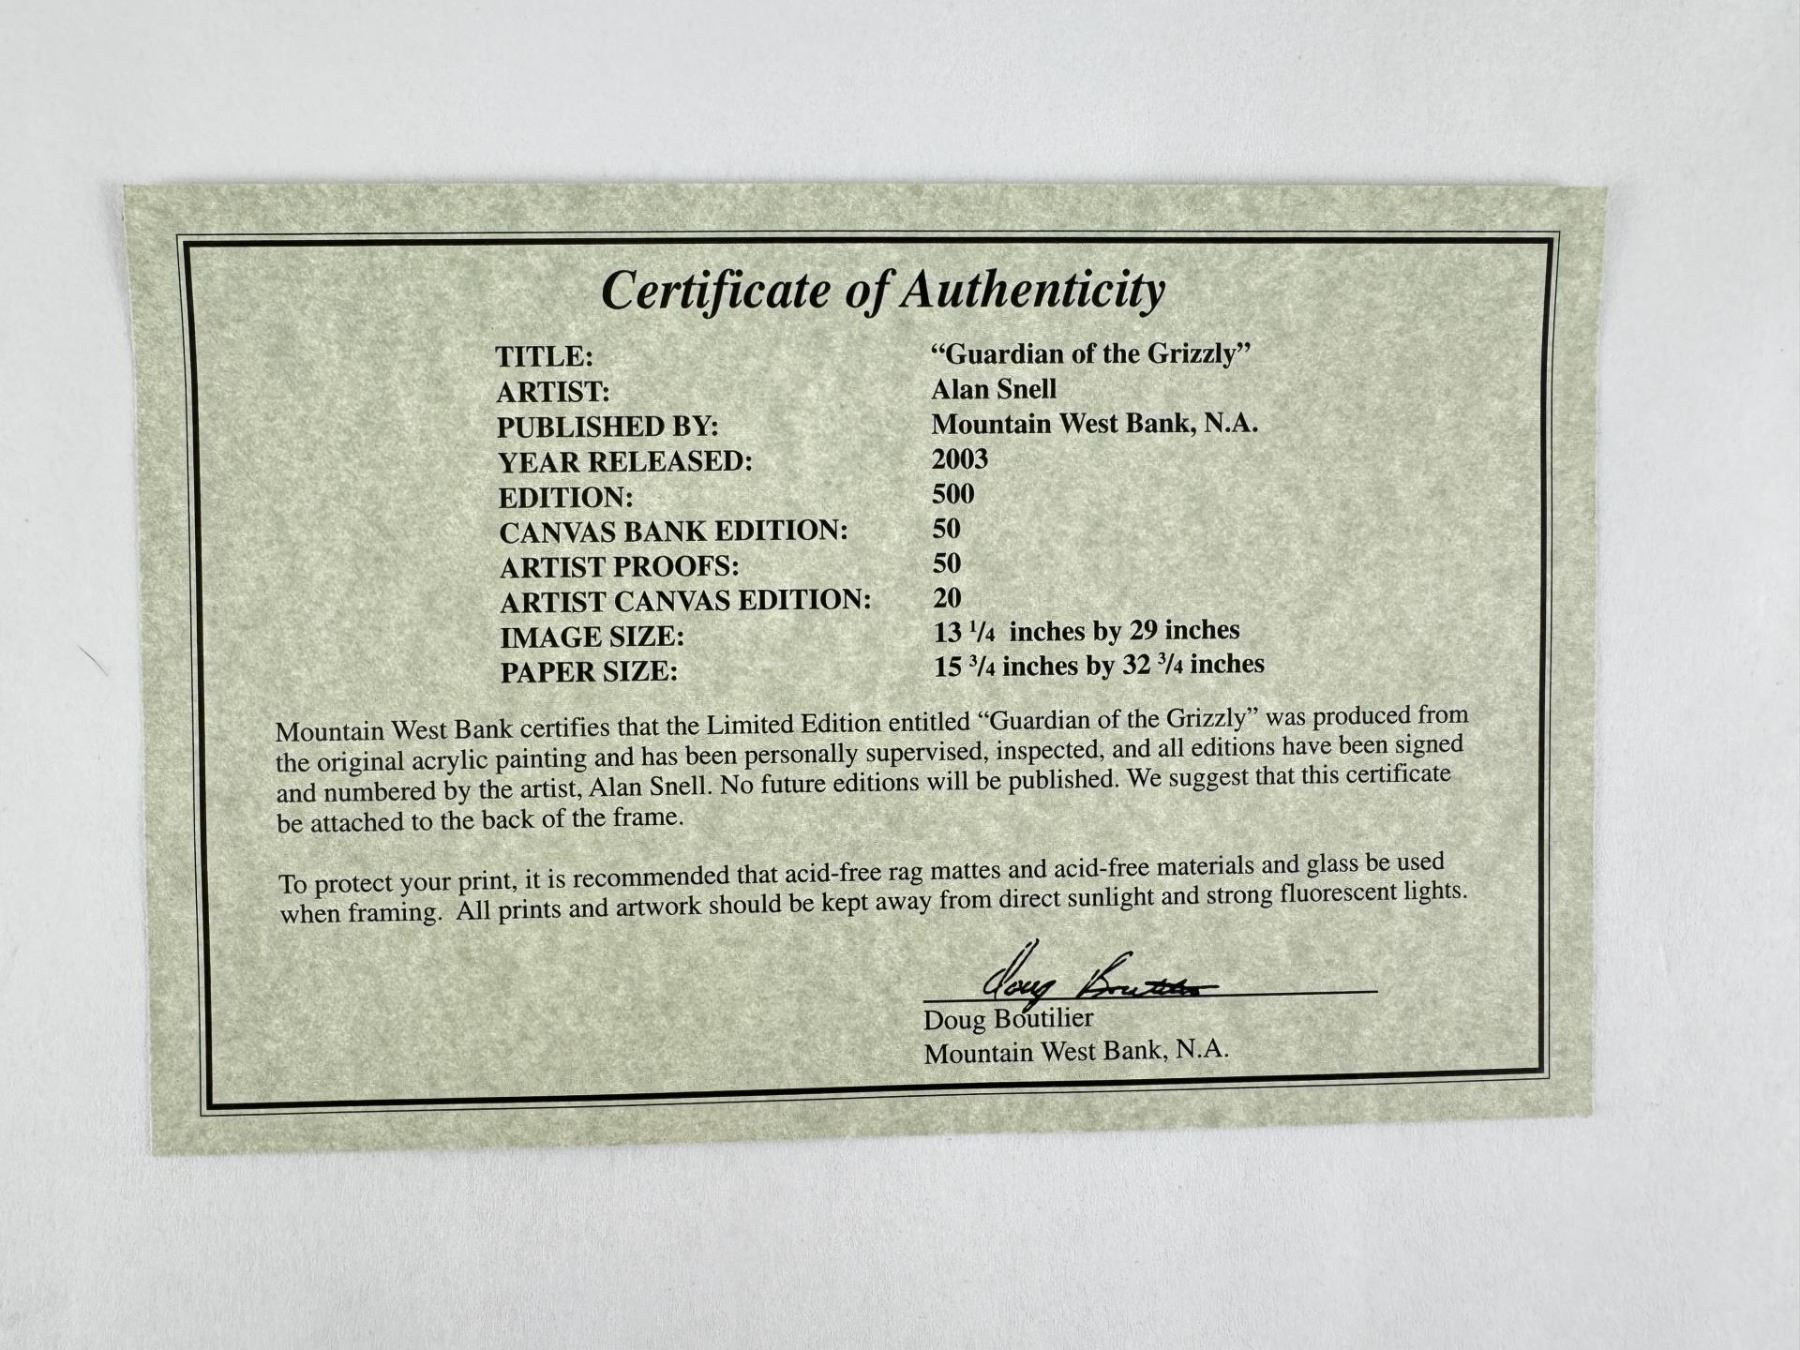 Certificate of Authenticity
TITLE: “Guardian of the Grizzly”
ARTIST: Alan Snell
PUBLISHED BY: Mountain West Bank, N.A.
YEAR RELEASED: 2003
EDITION: 500
CANVAS BANK EDITION: 50
ARTIST PROOFS: 50
ARTIST CANVAS EDITION: 20
IMAGE SIZE: 13 1/4 inches by 29 inches
PAPER SIZE: 15 3/4 inches by 32 3/4 inches
Mountain West Bank certifies that the Limited Edition entitled “Guardian of the Grizzly” was produced from
the original acrylic painting and has been personally supervised, inspected, and all editions have been signed
and numbered by the artist, Alan Snell. No future editions will be published. We suggest that this certificate
be attached to the back of the frame.
To protect your print, it is recommended that acid-free rag mattes and acid-free materials and glass be used
when framing. All prints and artwork should be kept away from direct sunlight and strong fluorescent lights.
Doug Boutilier
Doug Boutilier
Mountain West Bank, N.A.